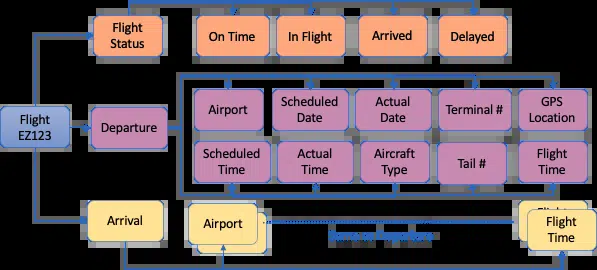 Flight
Status
On Time
In Flight
Arrived
Delayed
Flight
EZ123
Departure
Airport
Scheduled
Date
Actual
Date
Terminal #
GPS
Location
Scheduled
Time
Actual
Time
Aircraft
Type
Tail #
Flight
Time
Arrival
Airport
Flight
Flight
Time